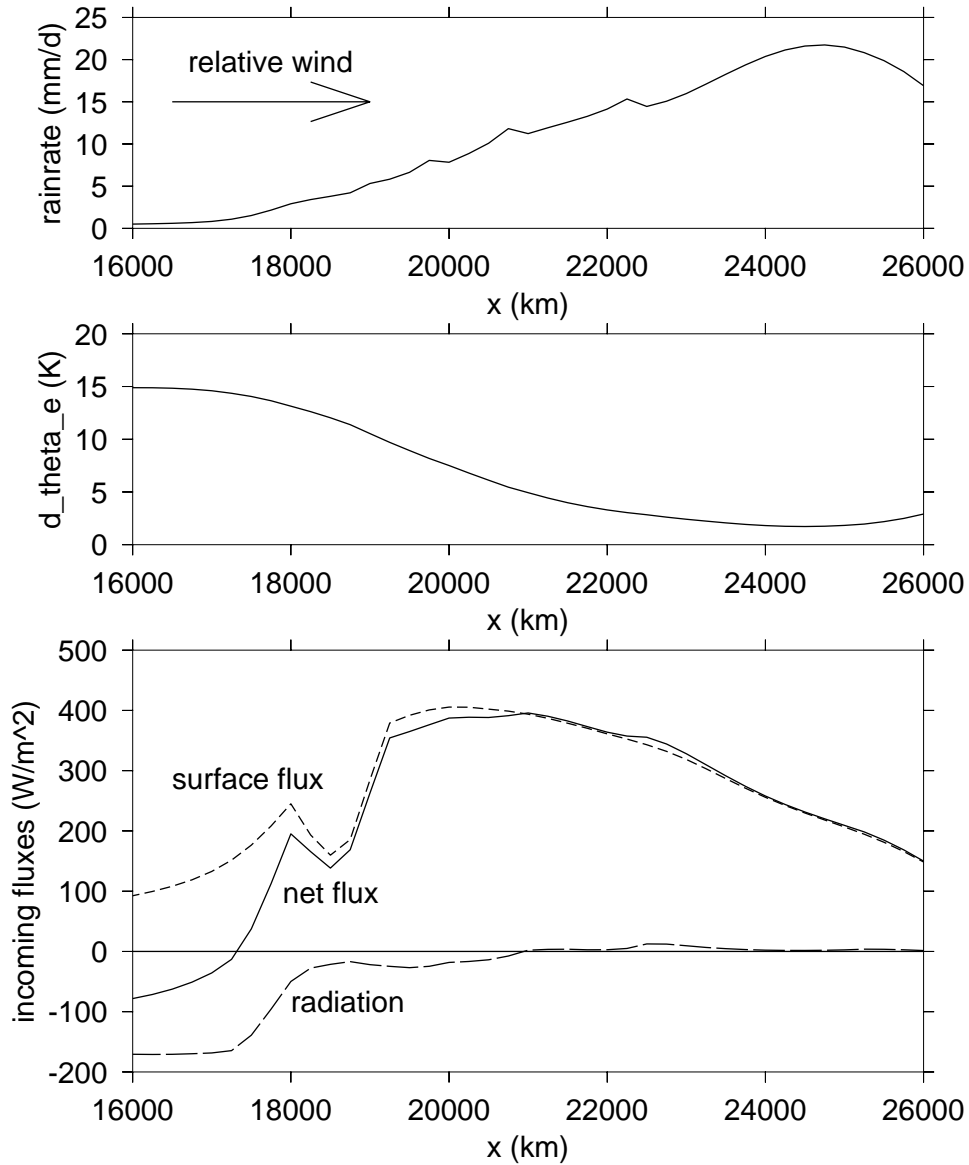 25
20
15
10
5
0
rainrate (mm/d)
relative wind
16000 18000 20000 22000 24000 26000
x (km)
20
15
10
5
0
d_theta_e (K)
16000 18000 20000 22000 24000 26000
x (km)
500
400
300
200
100
0
-100
-200
incoming fluxes (W/m^2)
surface flux
net flux
radiation
16000 18000 20000 22000 24000 26000
x (km)